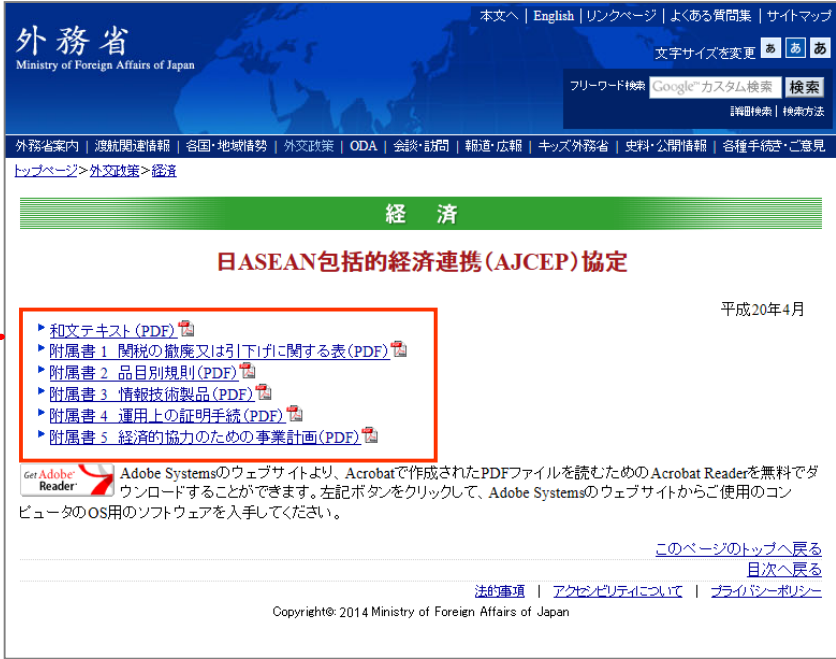 本文へ | English | リンクページ | よくある質問集 | サイトマップ
外務省
Ministry of Foreign Affairs of Japan
文字サイズを変更 あ あ あ
フリーワード検索 Google™カスタム検索 検索
詳細検索 | 検索方法
外務省案内 | 渡航関連情報 | 各国・地域情勢 | 外交政策 | ODA | 会談・訪問 | 報道・広報 | キッズ外務省 | 史料・公開情報 | 各種手続き・ご意見
トップページ>外交政策>経済
経 済
日ASEAN包括的経済連携(AJCEP)協定
平成20年4月
和文テキスト(PDF)
附属書 1 関税の撤廃又は引下げに関する表(PDF)
附属書 2 品目別規則(PDF)
附属書 3 情報技術製品(PDF)
附属書 4 運用上の証明手続(PDF)
附属書 5 経済的協力のための事業計画(PDF)
Get Adobe Reader
Adobe Systemsのウェブサイトより、Acrobatで作成されたPDFファイルを読むためのAcrobat Readerを無料でダ
ウンロードすることができます。左記ボタンをクリックして、Adobe Systemsのウェブサイトからご使用のコン
ピュータのOS用のソフトウェアを入手してください。
このページのトップへ戻る
目次へ戻る
法的事項 | アクセシビリティについて | プライバシーポリシー
Copyright© 2014 Ministry of Foreign Affairs of Japan